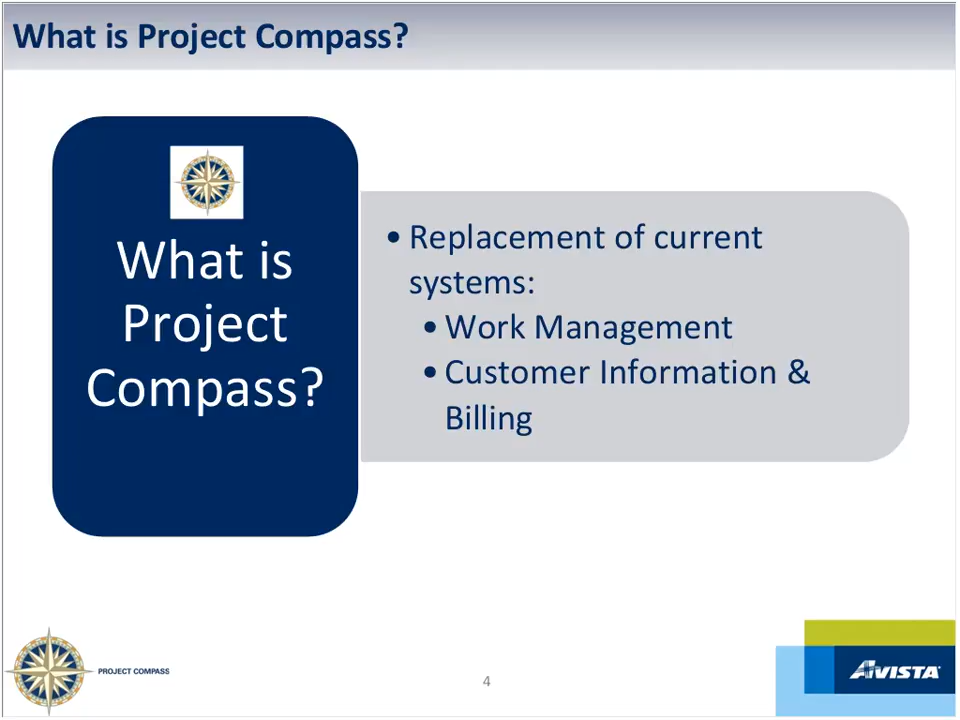 What is Project Compass?
What is
Project
Compass?
• Replacement of current
systems:
• Work Management
• Customer Information &
Billing
PROJECT COMPASS
4
AVISTA